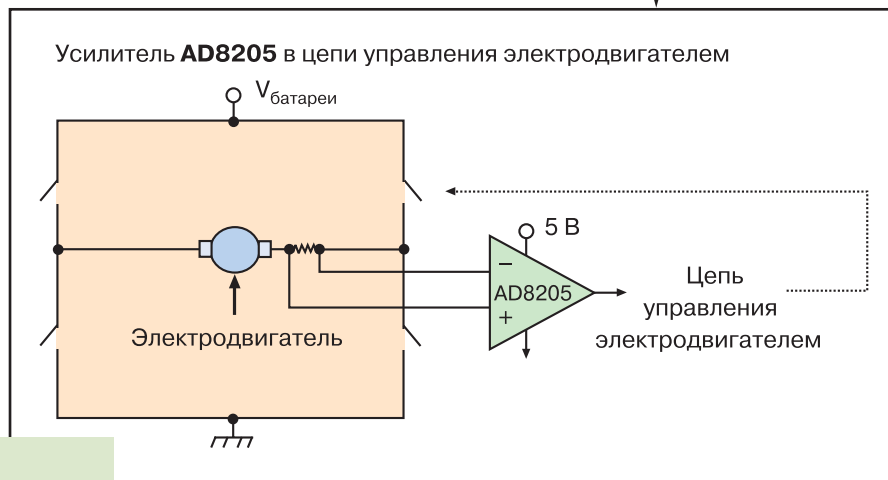 Усилитель AD8205 в цепи управления электродвигателем
Vбатареи
5 В
−
AD8205
+
Цепь
управления
электродвигателем
Электродвигатель